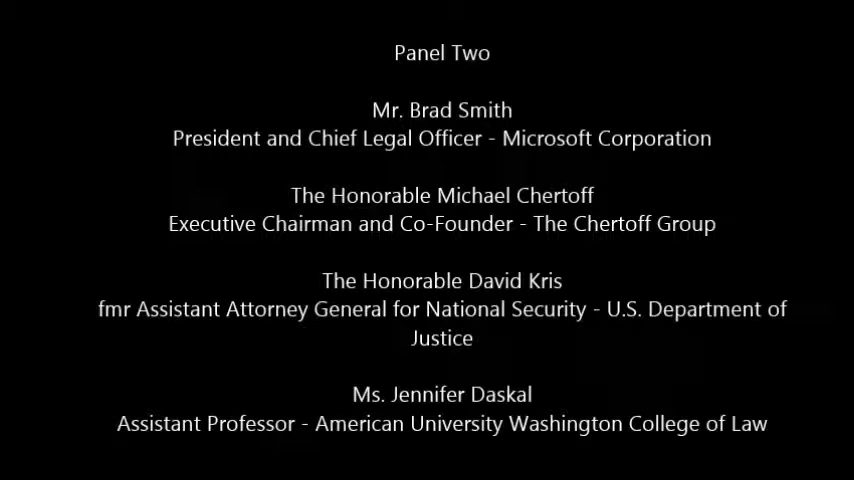 Panel Two
Mr. Brad Smith
President and Chief Legal Officer - Microsoft Corporation
The Honorable Michael Chertoff
Executive Chairman and Co-Founder - The Chertoff Group
The Honorable David Kris
fmr Assistant Attorney General for National Security - U.S. Department of
Justice
Ms. Jennifer Daskal
Assistant Professor - American University Washington College of Law